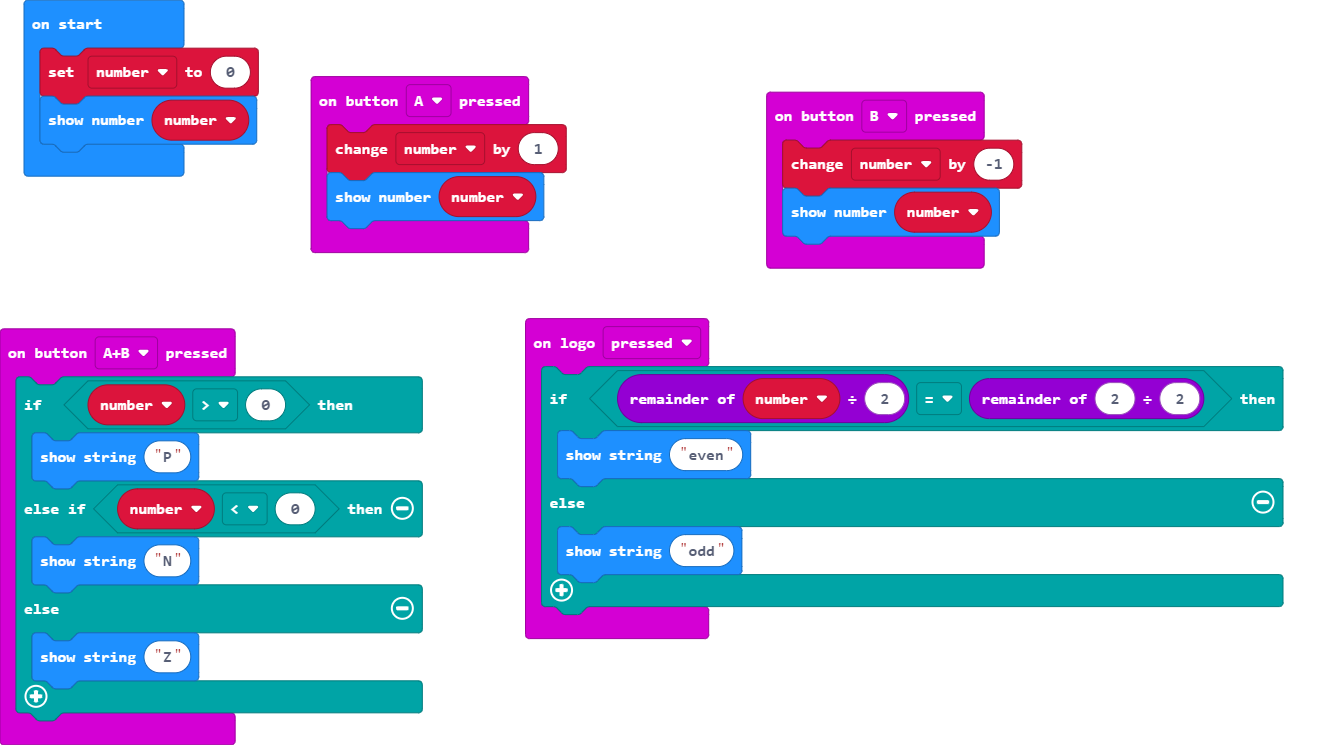 on start
set number to 0
show number number
on button A pressed
change number by 1
show number number
on button B pressed
change number by -1
show number number
on button A+B pressed
if number > 0 then
show string "P"
else if number < 0 then
show string "N"
else
show string "Z"
on logo pressed
if remainder of number ÷ 2 = remainder of 2 ÷ 2 then
show string "even"
else
show string "odd"